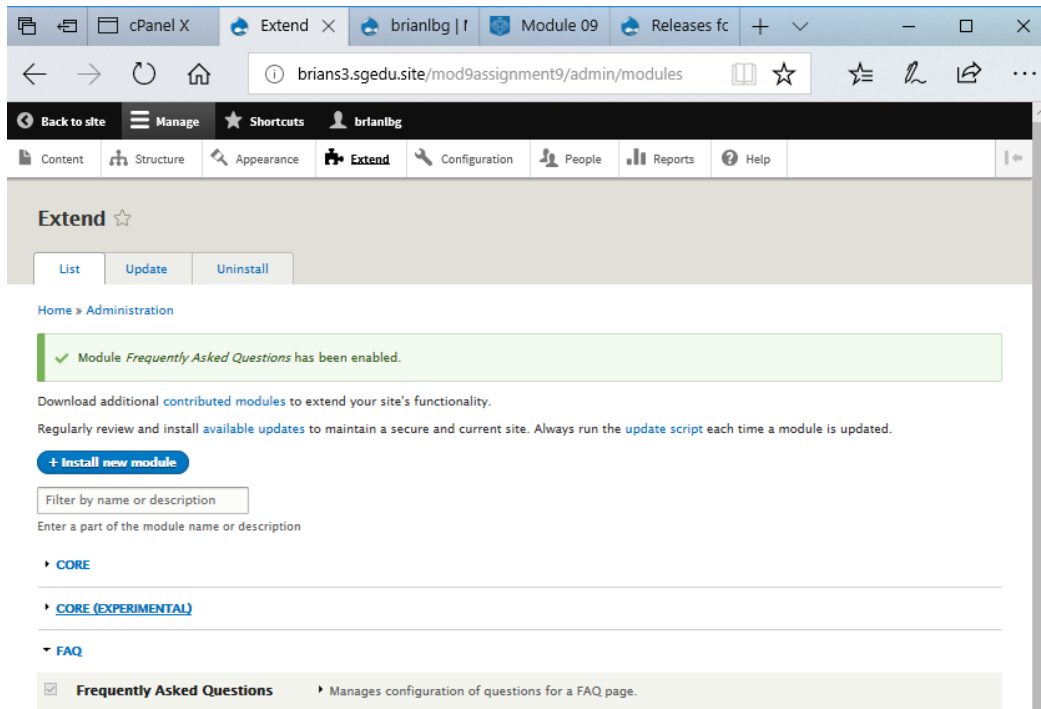 cPanel X Extend brianlbg | Module 09 Releases fc
brians3.sgedu.site/mod9assignment9/admin/modules
Back to site Manage Shortcuts brianlbg
Content Structure Appearance Extend Configuration People Reports Help
Extend
List Update Uninstall
Home » Administration
Module Frequently Asked Questions has been enabled.
Download additional contributed modules to extend your site's functionality.
Regularly review and install available updates to maintain a secure and current site. Always run the update script each time a module is updated.
+ Install new module
Filter by name or description
Enter a part of the module name or description
CORE
CORE (EXPERIMENTAL)
FAQ
Frequently Asked Questions Manages configuration of questions for a FAQ page.